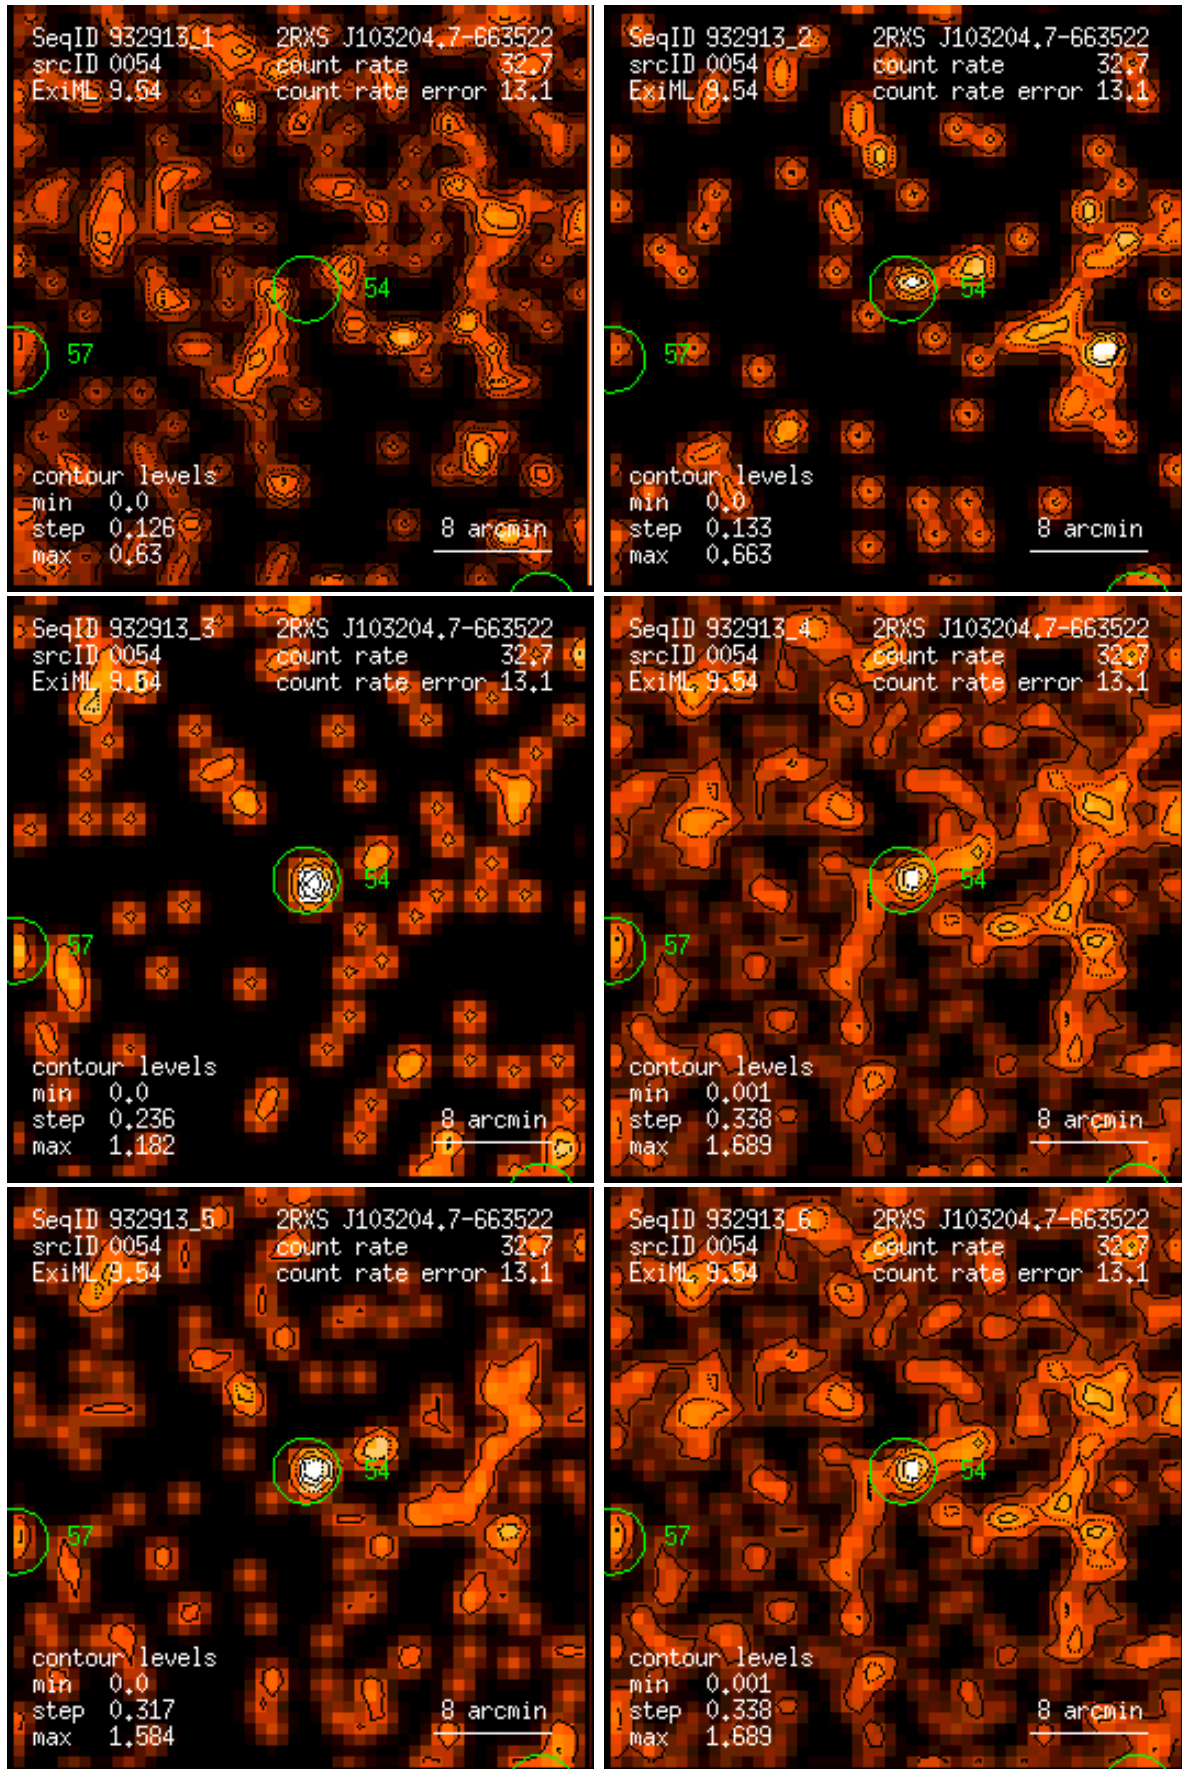 SeqID 932913_1 2RXS J103204.7-663522
srcID 0054 count rate 32.7
ExiML 9.54 count rate error 13.1
54
57
contour levels
min 0.0
step 0.126
max 0.63
8 arcmin
SeqID 932913_2 2RXS J103204.7-663522
srcID 0054 count rate 32.7
ExiML 9.54 count rate error 13.1
54
57
contour levels
min 0.0
step 0.133
max 0.663
8 arcmin
SeqID 932913_3 2RXS J103204.7-663522
srcID 0054 count rate 32.7
ExiML 9.54 count rate error 13.1
54
57
contour levels
min 0.0
step 0.236
max 1.182
8 arcmin
SeqID 932913_4 2RXS J103204.7-663522
srcID 0054 count rate 32.7
ExiML 9.54 count rate error 13.1
54
57
contour levels
min 0.001
step 0.338
max 1.689
8 arcmin
SeqID 932913_5 2RXS J103204.7-663522
srcID 0054 count rate 32.7
ExiML 9.54 count rate error 13.1
54
57
contour levels
min 0.0
step 0.317
max 1.584
8 arcmin
SeqID 932913_6 2RXS J103204.7-663522
srcID 0054 count rate 32.7
ExiML 9.54 count rate error 13.1
54
57
contour levels
min 0.001
step 0.338
max 1.689
8 arcmin